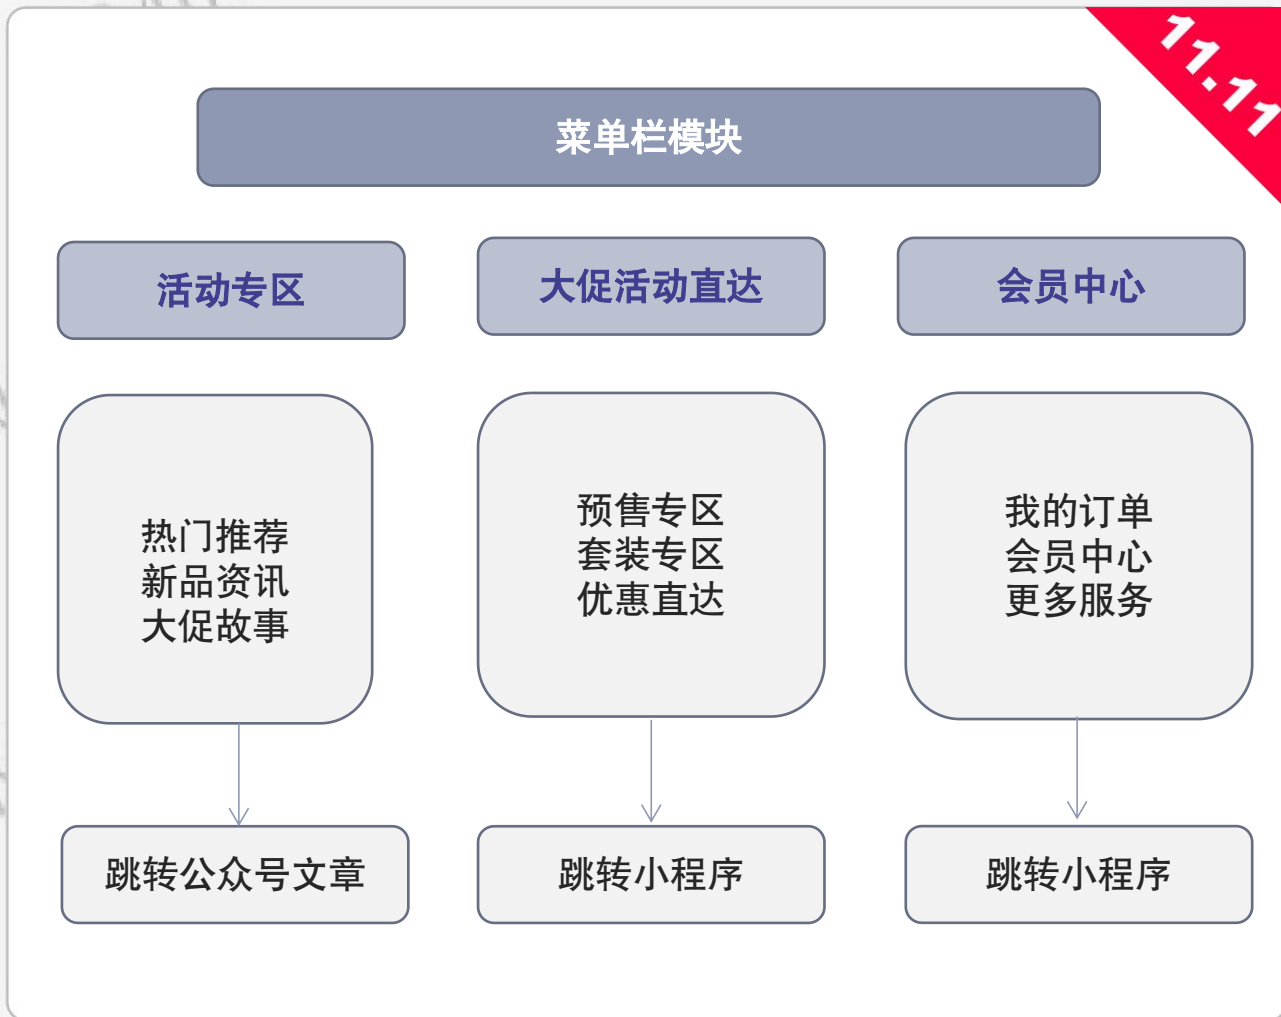 11.11
菜单栏模块
活动专区
大促活动直达
会员中心
热门推荐
新品资讯
大促故事
预售专区
套装专区
优惠直达
我的订单
会员中心
更多服务
跳转公众号文章
跳转小程序
跳转小程序